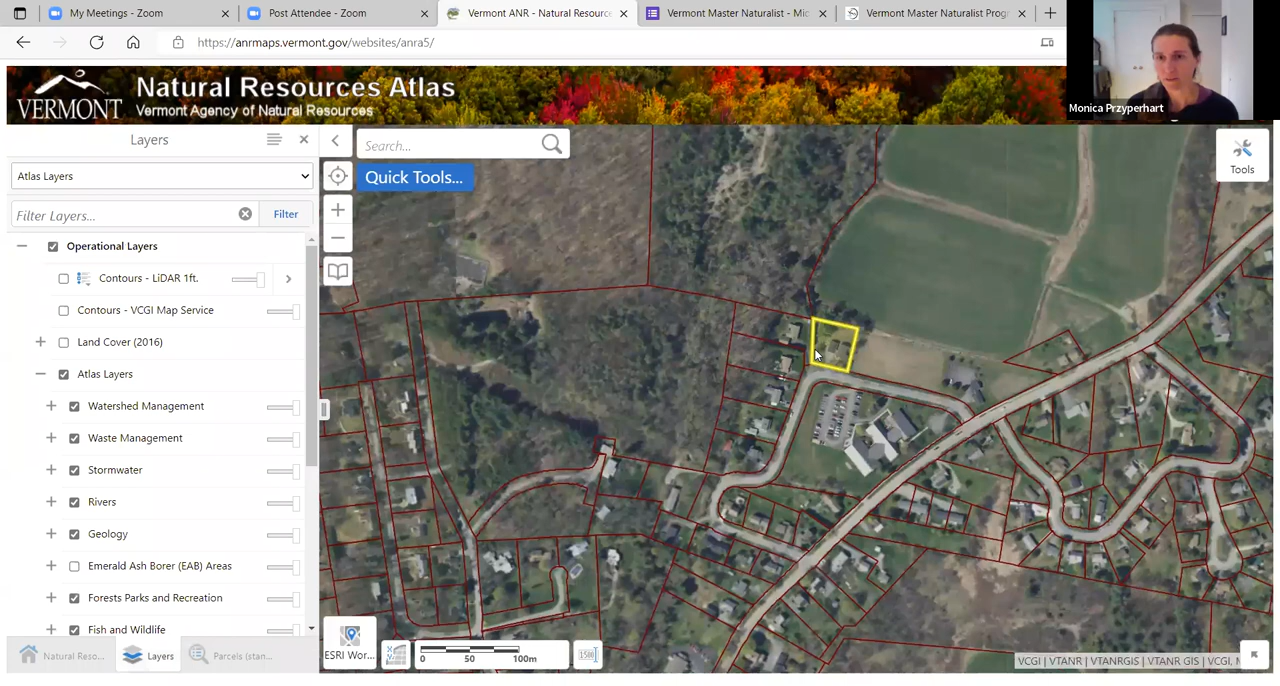 My Meetings - Zoom
Post Attendee - Zoom
Vermont ANR - Natural Resourc
Vermont Master Naturalist - Mic
Vermont Master Naturalist Prog
https://anrmaps.vermont.gov/websites/anra5/
Monica Przyperhart
VERMONT
Natural Resources Atlas
Vermont Agency of Natural Resources
Layers
Search...
Tools
Atlas Layers
Quick Tools...
Filter Layers...
Filter
Operational Layers
Contours - LiDAR 1ft.
Contours - VCGI Map Service
Land Cover (2016)
Atlas Layers
Watershed Management
Waste Management
Stormwater
Rivers
Geology
Emerald Ash Borer (EAB) Areas
Forests Parks and Recreation
Fish and Wildlife
Natural Reso...
Layers
Parcels (stan...
ESRI Wor...
0 50 100m
VCGI | VTANR | VTANRGIS | VTANR GIS | VCGI,